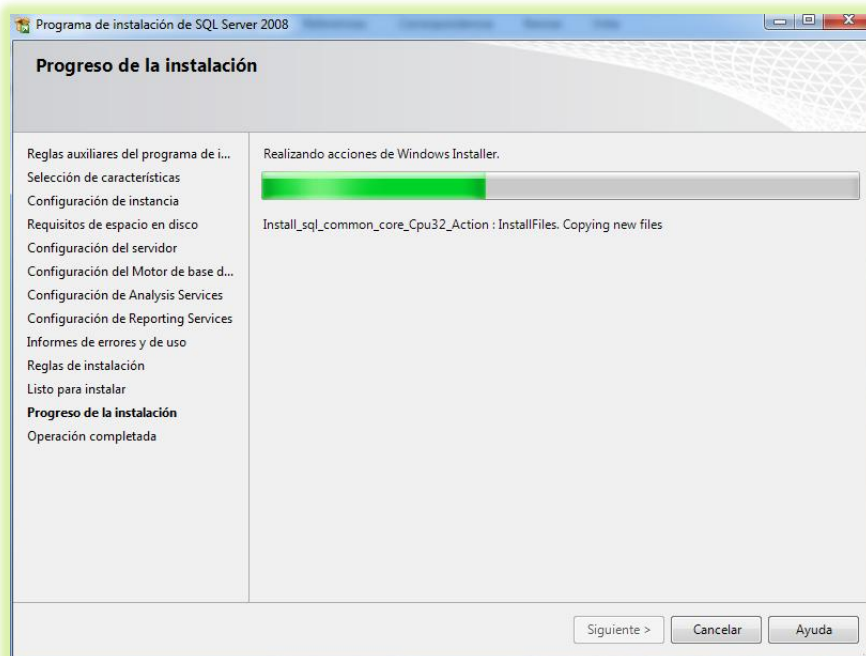 Programa de instalación de SQL Server 2008
Progreso de la instalación
Reglas auxiliares del programa de i...
Selección de características
Configuración de instancia
Requisitos de espacio en disco
Configuración del servidor
Configuración del Motor de base d...
Configuración de Analysis Services
Configuración de Reporting Services
Informes de errores y de uso
Reglas de instalación
Listo para instalar
Progreso de la instalación
Operación completada
Realizando acciones de Windows Installer.
Install_sql_common_core_Cpu32_Action : InstallFiles. Copying new files
Siguiente > Cancelar Ayuda